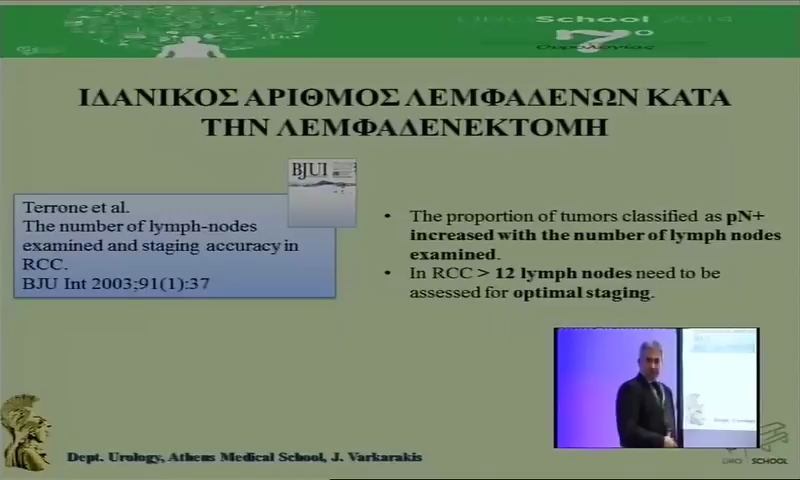 UROSchool 2014
7º
Ουρολογίας
ΙΔΑΝΙΚΟΣ ΑΡΙΘΜΟΣ ΛΕΜΦΑΔΕΝΩΝ ΚΑΤΑ
ΤΗΝ ΛΕΜΦΑΔΕΝΕΚΤΟΜΗ
BJUI
Terrone et al.
The number of lymph-nodes
examined and staging accuracy in
RCC.
BJU Int 2003;91(1):37
• The proportion of tumors classified as pN+
increased with the number of lymph nodes
examined.
• In RCC > 12 lymph nodes need to be
assessed for optimal staging.
Dept. Urology, Athens Medical School, J. Varkarakis
URO SCHOOL